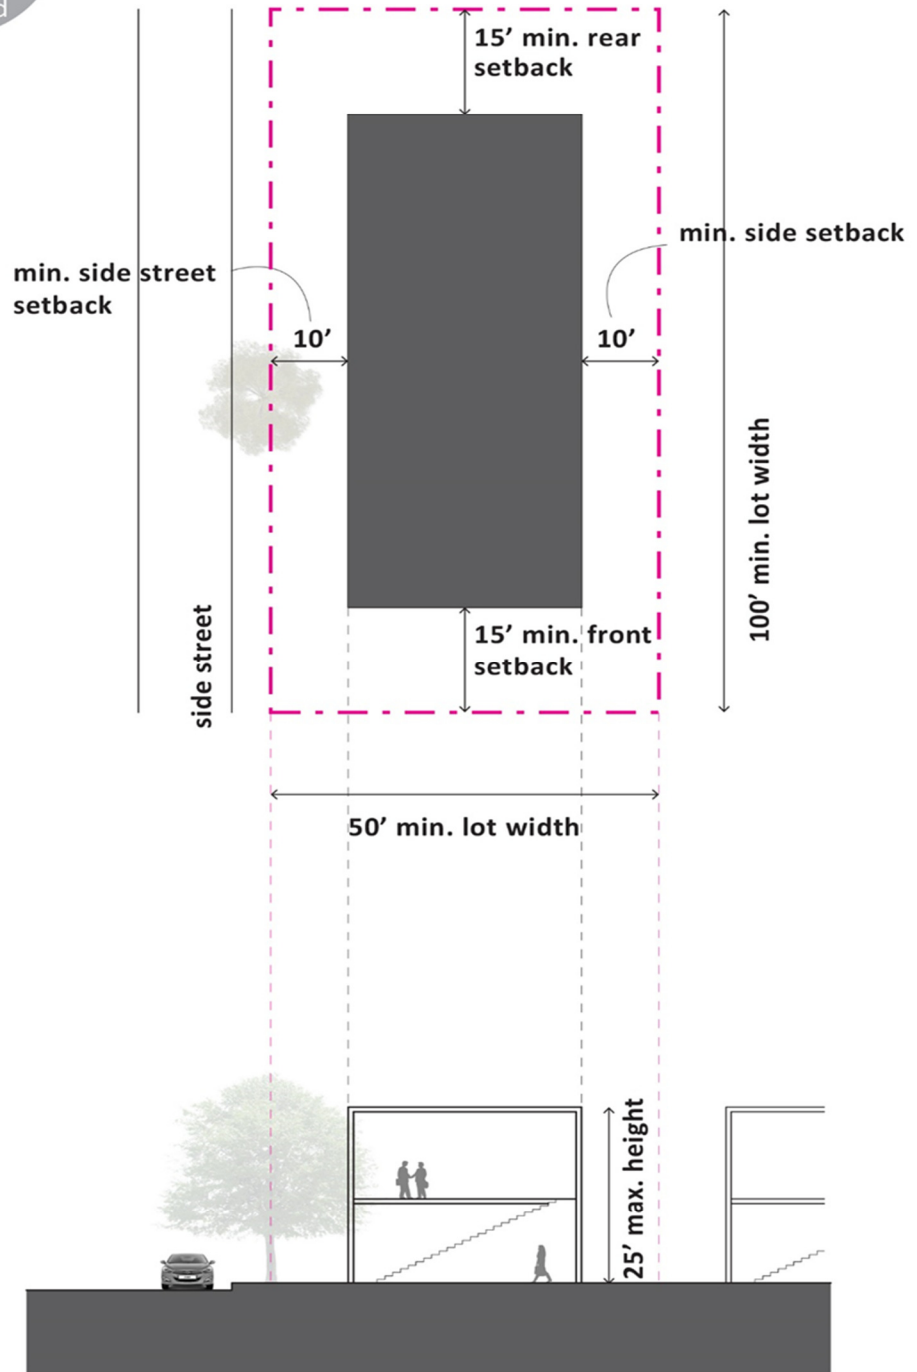 15’ min. rear
setback
min. side setback
min. side street
setback
10’
10’
100’ min. lot width
side street
15’ min. front
setback
50’ min. lot width
25’ max. height